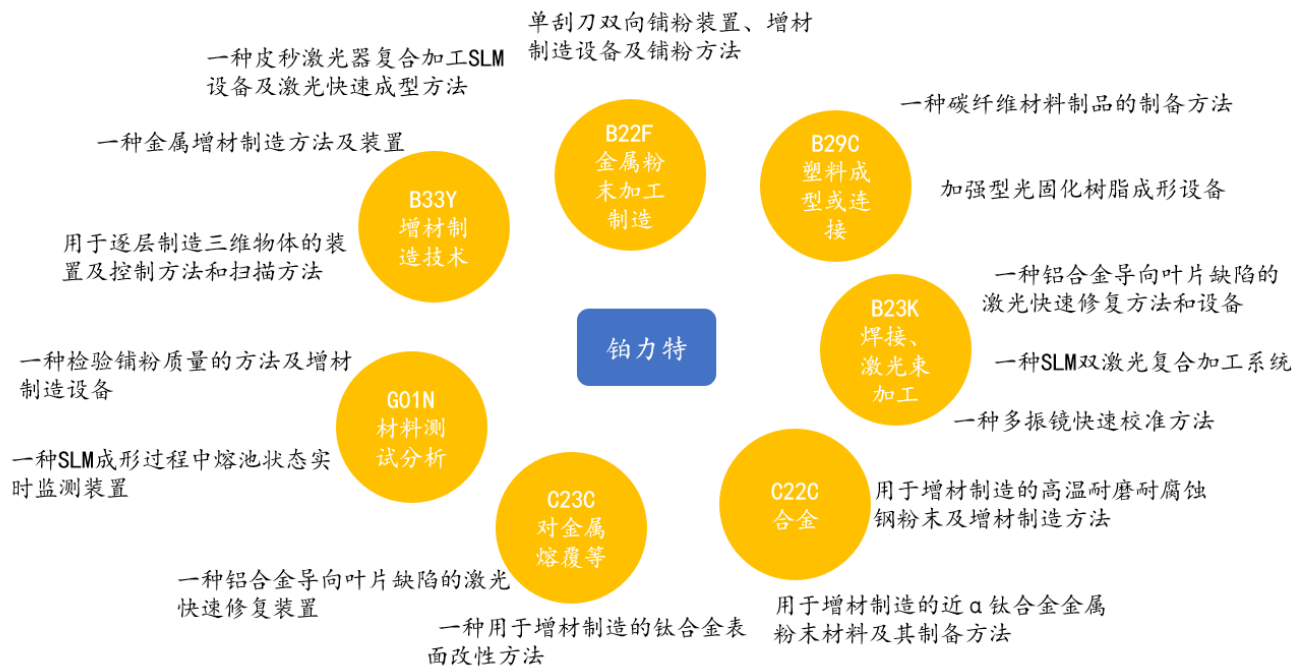 单刮刀双向铺粉装置、增材
制造设备及铺粉方法
一种皮秒激光器复合加工SLM
设备及激光快速成型方法
一种碳纤维材料制品的制备方法
B22F
金属粉
末加工
制造
B29C
塑料成
型或连
接
一种金属增材制造方法及装置
B33Y
增材制
造技术
加强型光固化树脂成形设备
用于逐层制造三维物体的装
置及控制方法和扫描方法
一种铝合金导向叶片缺陷的
激光快速修复方法和设备
B23K
焊接、
激光束
加工
铂力特
一种检验铺粉质量的方法及增材
制造设备
一种SLM双激光复合加工系统
G01N
材料测
试分析
一种多振镜快速校准方法
一种SLM成形过程中熔池状态实
时监测装置
C23C
对金属
熔覆等
C22C
合金
用于增材制造的高温耐磨耐腐蚀
钢粉末及增材制造方法
一种铝合金导向叶片缺陷的激光
快速修复装置
一种用于增材制造的钛合金表
面改性方法
用于增材制造的近α钛合金金属
粉末材料及其制备方法